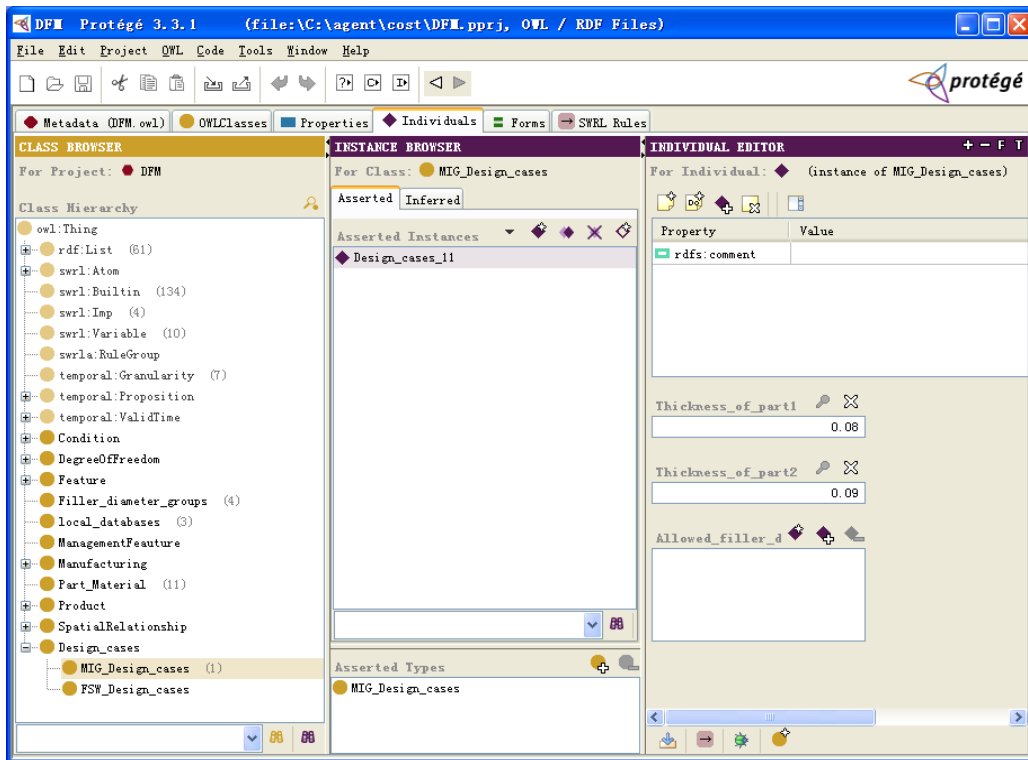 DFM Protégé 3.3.1 (file:\C:\agent\cost\DFM.pprj, OWL / RDF Files)
File Edit Project OWL Code Tools Window Help
protégé
Metadata (DFM.owl) OWLClasses Properties Individuals Forms SWRL Rules
CLASS BROWSER
For Project: DFM
Class Hierarchy
owl:Thing
rdf:List (61)
swrl:Atom
swrl:Builtin (134)
swrl:Imp (4)
swrl:Variable (10)
swrla:RuleGroup
temporal:Granularity (7)
temporal:Proposition
temporal:ValidTime
Condition
DegreeOfFreedom
Feature
Filler_diameter_groups (4)
local_databases (3)
ManagementFeauture
Manufacturing
Part_Material (11)
Product
SpatialRelationship
Design_cases
MIG_Design_cases (1)
FSW_Design_cases
INSTANCE BROWSER
For Class: MIG_Design_cases
Asserted Inferred
Asserted Instances
Design_cases_11
Asserted Types
MIG_Design_cases
INDIVIDUAL EDITOR + − F T
For Individual: (instance of MIG_Design_cases)
Property Value
rdfs:comment
Thickness_of_part1
0.08
Thickness_of_part2
0.09
Allowed_filler_d